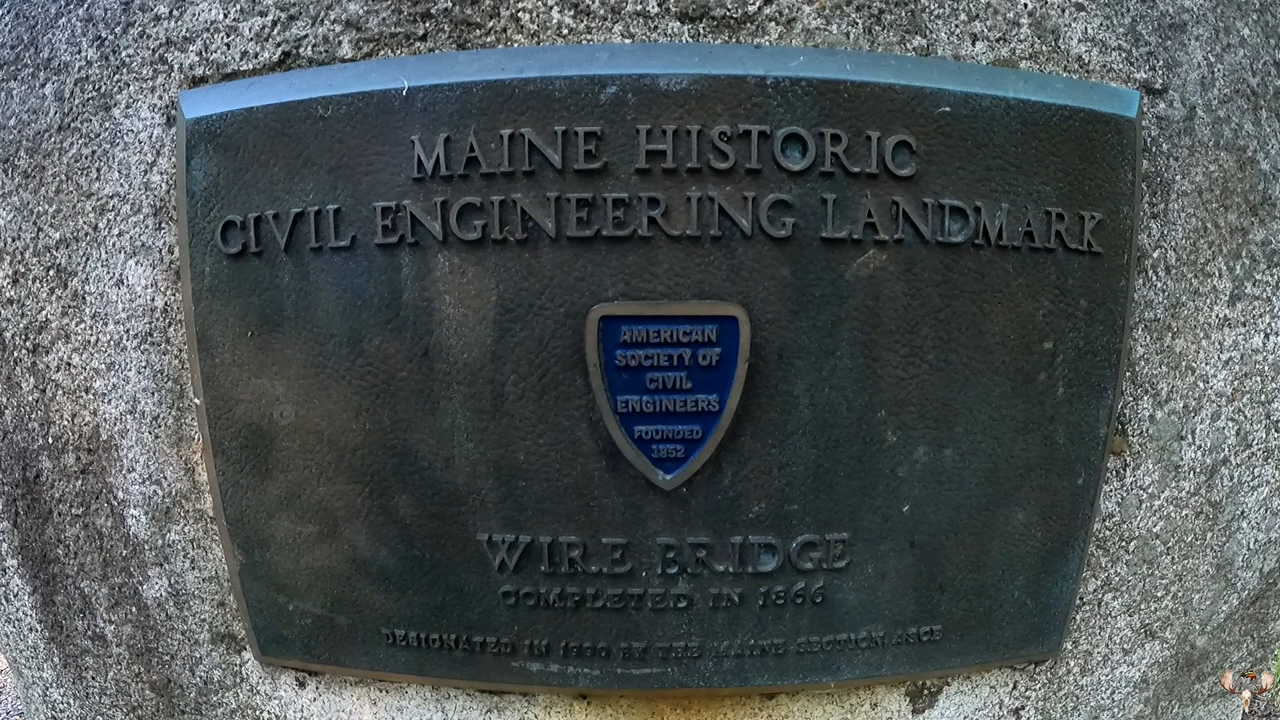 MAINE HISTORIC
CIVIL ENGINEERING LANDMARK
AMERICAN
SOCIETY OF
CIVIL
ENGINEERS
FOUNDED
1852
WIRE BRIDGE
COMPLETED IN 1866
DESIGNATED IN 1990 BY THE MAINE SECTION, ASCE